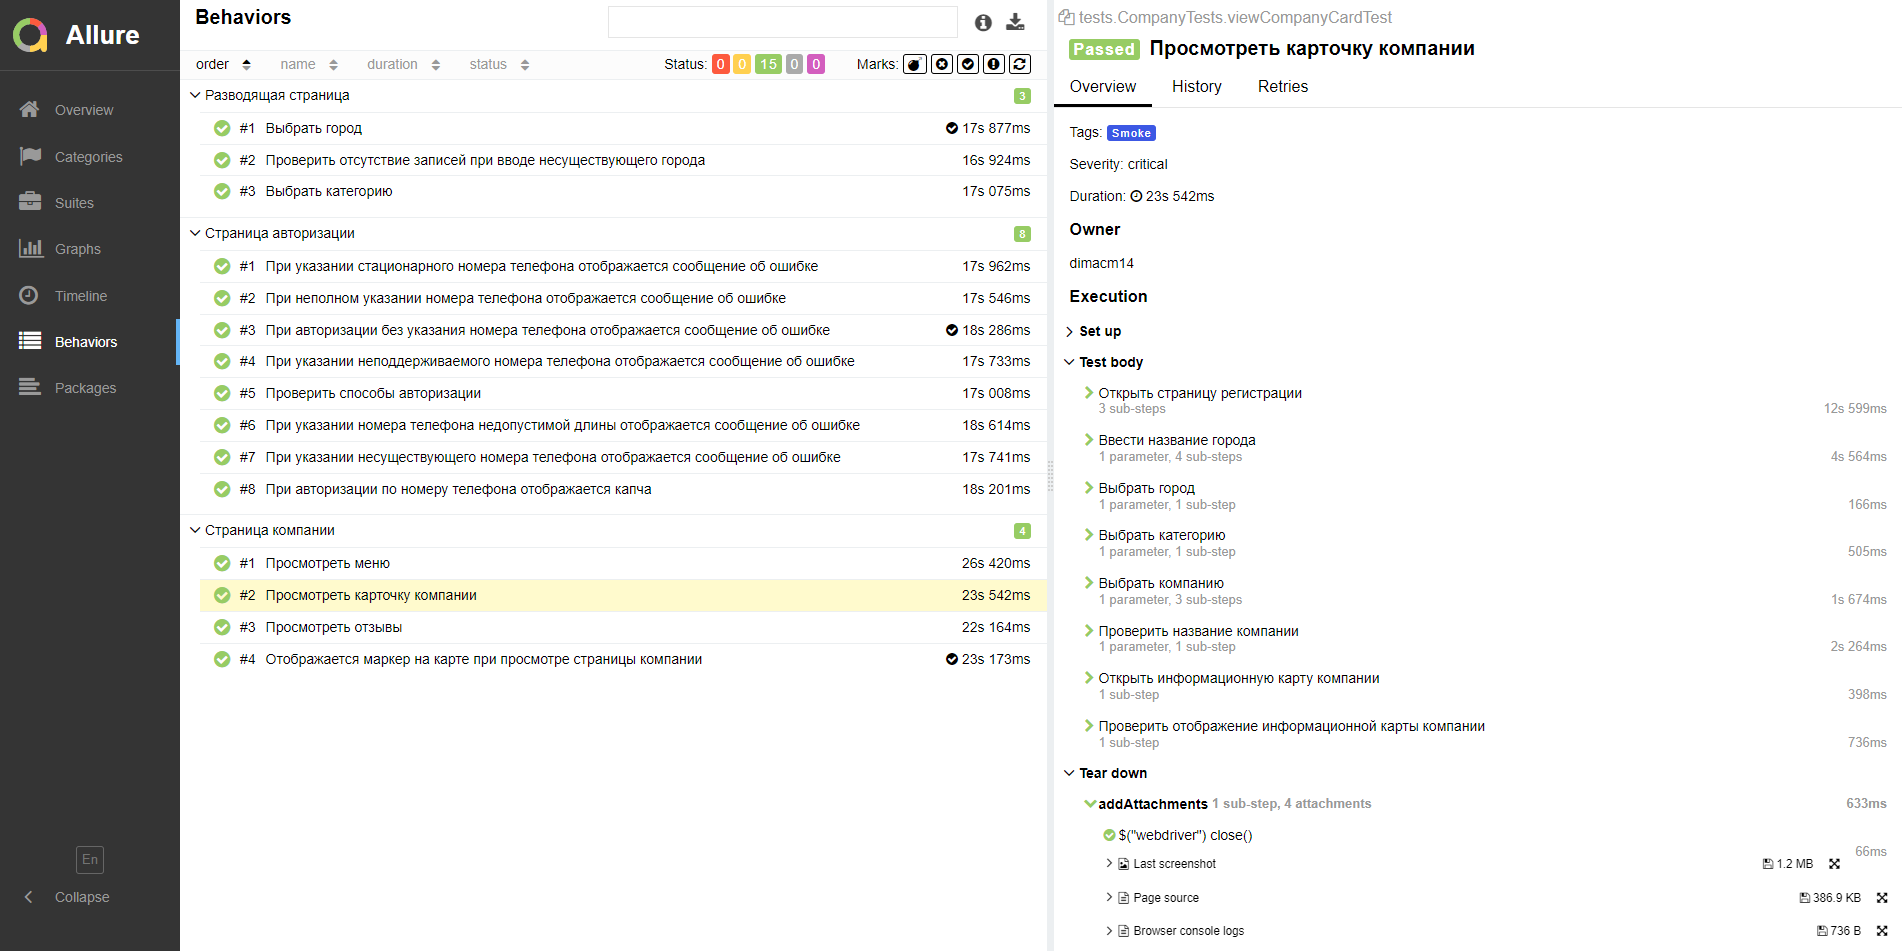 Allure
Overview
Categories
Suites
Graphs
Timeline
Behaviors
Packages
En
Collapse
Behaviors
order name duration status Status: 0 0 15 0 0 Marks:
Разводящая страница 3
#1 Выбрать город 17s 877ms
#2 Проверить отсутствие записей при вводе несуществующего города 16s 924ms
#3 Выбрать категорию 17s 075ms
Страница авторизации 8
#1 При указании стационарного номера телефона отображается сообщение об ошибке 17s 962ms
#2 При неполном указании номера телефона отображается сообщение об ошибке 17s 546ms
#3 При авторизации без указания номера телефона отображается сообщение об ошибке 18s 286ms
#4 При указании неподдерживаемого номера телефона отображается сообщение об ошибке 17s 733ms
#5 Проверить способы авторизации 17s 008ms
#6 При указании номера телефона недопустимой длины отображается сообщение об ошибке 18s 614ms
#7 При указании несуществующего номера телефона отображается сообщение об ошибке 17s 741ms
#8 При авторизации по номеру телефона отображается капча 18s 201ms
Страница компании 4
#1 Просмотреть меню 26s 420ms
#2 Просмотреть карточку компании 23s 542ms
#3 Просмотреть отзывы 22s 164ms
#4 Отображается маркер на карте при просмотре страницы компании 23s 173ms
tests.CompanyTests.viewCompanyCardTest
Passed Просмотреть карточку компании
Overview History Retries
Tags: Smoke
Severity: critical
Duration: 23s 542ms
Owner
dimacm14
Execution
Set up
Test body
Открыть страницу регистрации
3 sub-steps 12s 599ms
Ввести название города
1 parameter, 4 sub-steps 4s 564ms
Выбрать город
1 parameter, 1 sub-step 166ms
Выбрать категорию
1 parameter, 1 sub-step 505ms
Выбрать компанию
1 parameter, 3 sub-steps 1s 674ms
Проверить название компании
1 parameter, 1 sub-step 2s 264ms
Открыть информационную карту компании
1 sub-step 398ms
Проверить отображение информационной карты компании
1 sub-step 736ms
Tear down
addAttachments 1 sub-step, 4 attachments 633ms
$("webdriver") close()
66ms
Last screenshot 1.2 MB
Page source 386.9 KB
Browser console logs 736 B